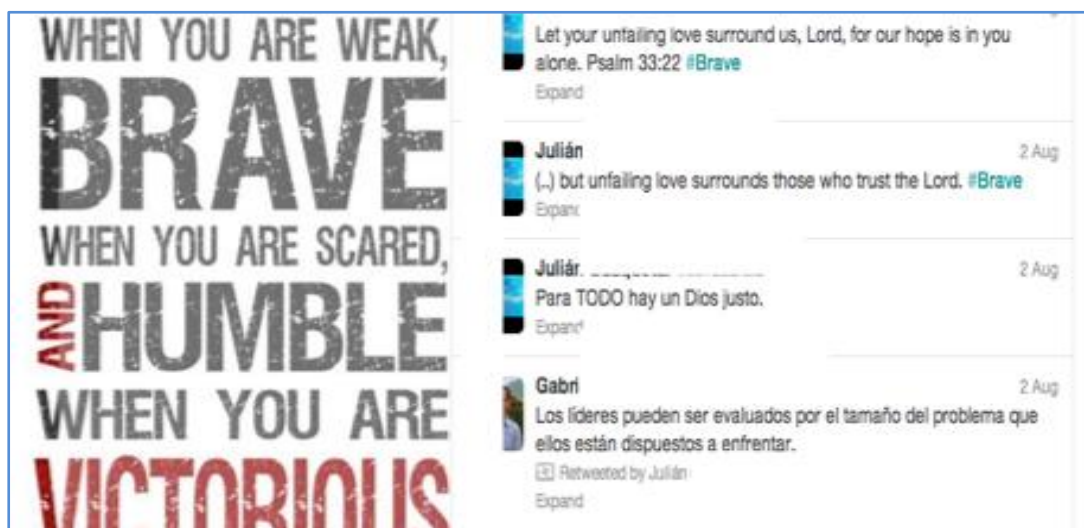 WHEN YOU ARE WEAK,
BRAVE
WHEN YOU ARE SCARED,
AND HUMBLE
WHEN YOU ARE
VICTORIOUS
Let your unfailing love surround us, Lord, for our hope is in you
alone. Psalm 33:22 #Brave
Expand
Julián
2 Aug
(..) but unfailing love surrounds those who trust the Lord. #Brave
2 Aug
Para TODO hay un Dios justo.
Gabri
2 Aug
Los líderes pueden ser evaluados por el tamaño del problema que
ellos están dispuestos a enfrentar.
Retweeted by Julián
Expand